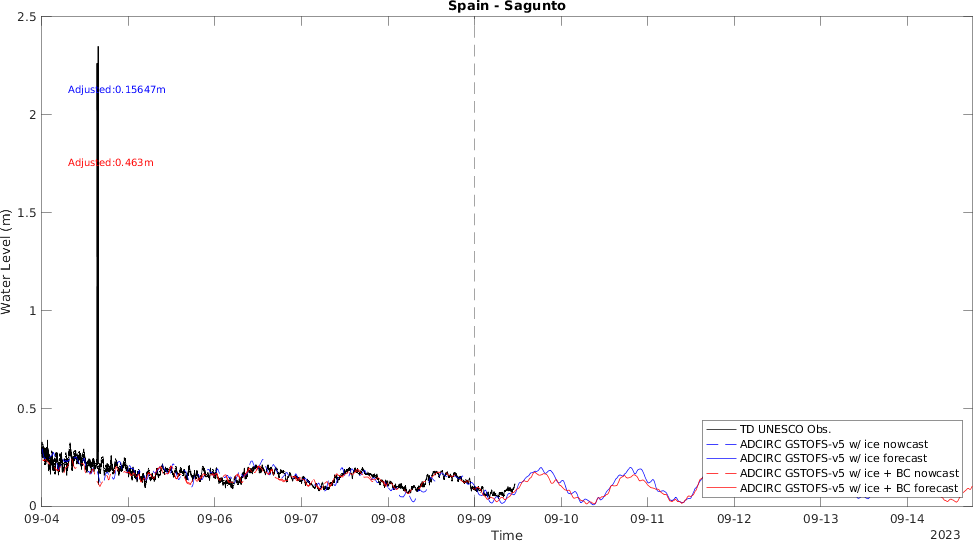 Spain - Sagunto
2.5
2
1.5
1
0.5
0
Water Level (m)
Adjusted:0.15647m
Adjusted:0.463m
TD UNESCO Obs.
ADCIRC GSTOFS-v5 w/ ice nowcast
ADCIRC GSTOFS-v5 w/ ice forecast
ADCIRC GSTOFS-v5 w/ ice + BC nowcast
ADCIRC GSTOFS-v5 w/ ice + BC forecast
09-04 09-05 09-06 09-07 09-08 09-09 09-10 09-11 09-12 09-13 09-14
Time
2023